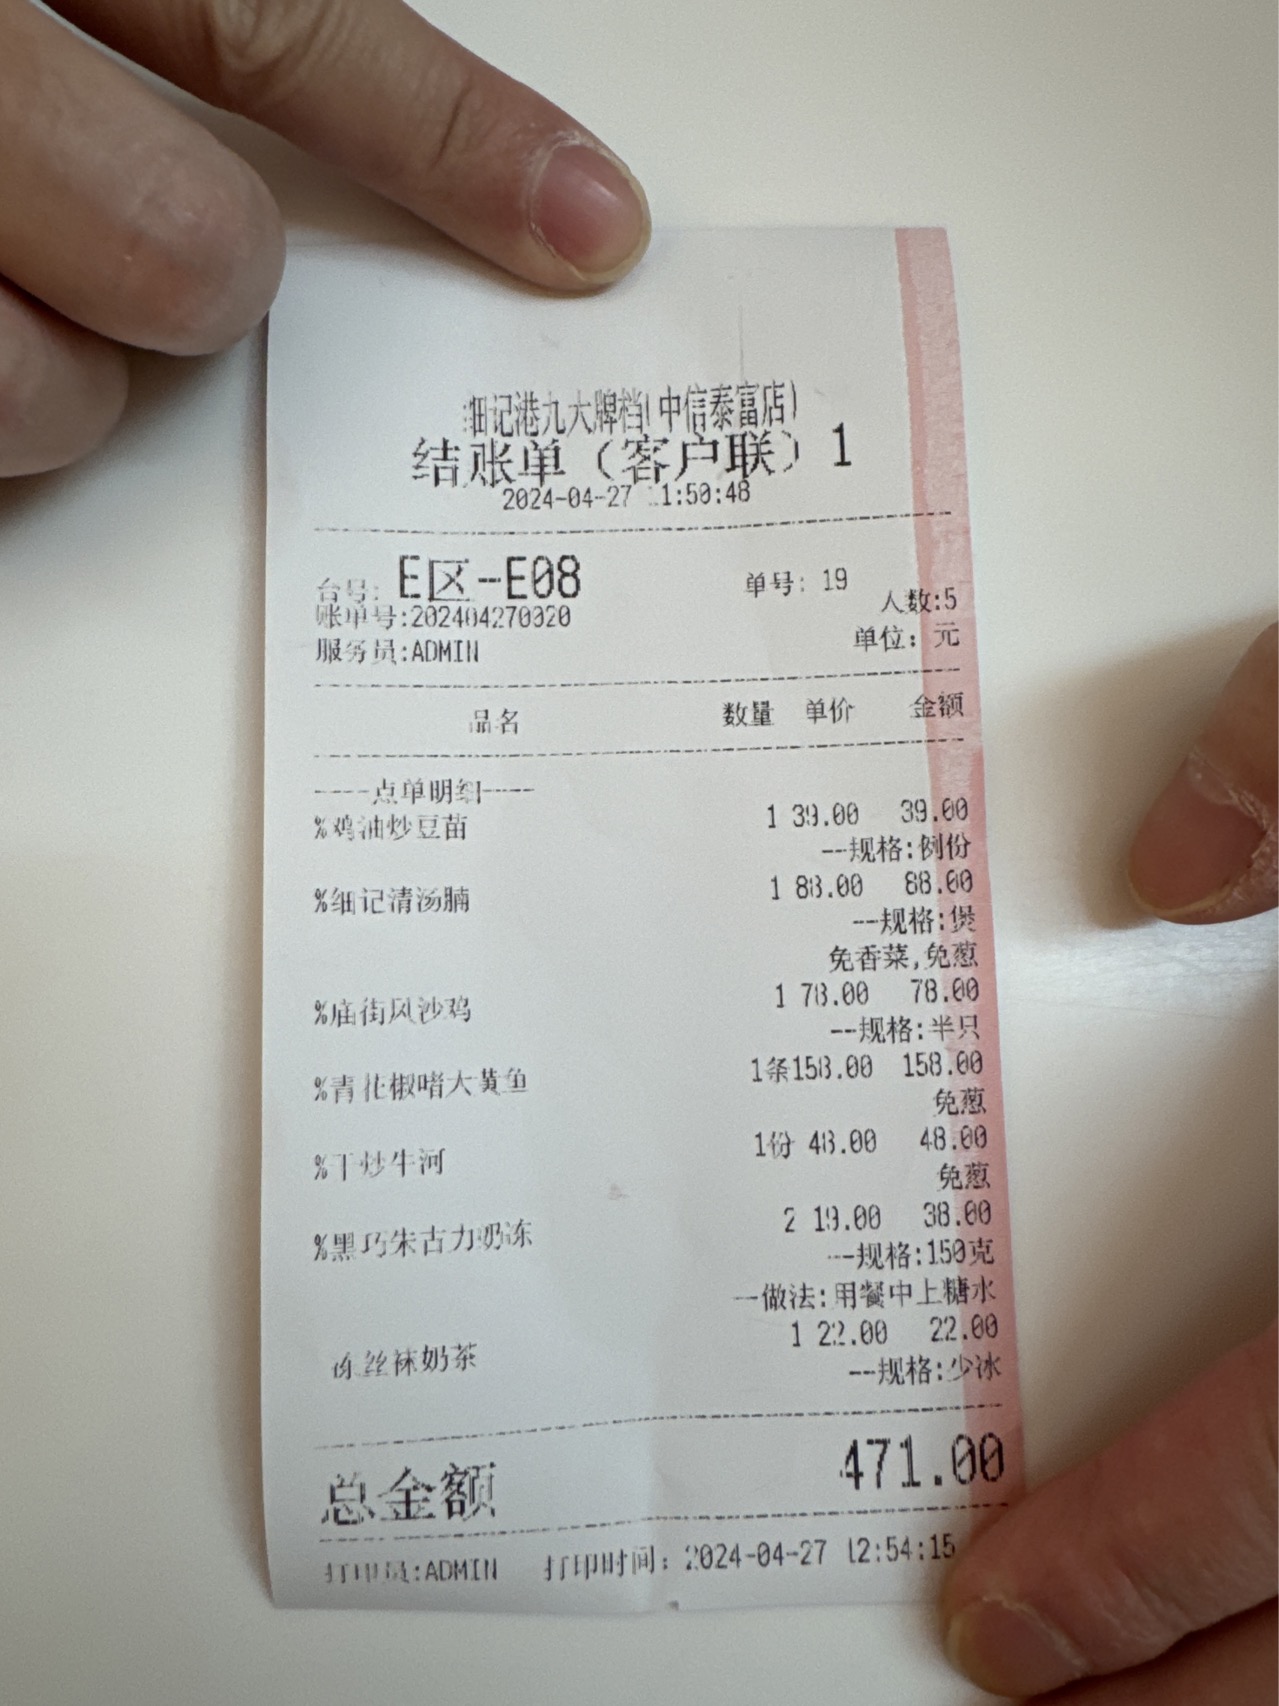 细记港九大牌档(中信泰富店)
结账单（客户联）1
2024-04-27 11:50:48
台号: E区-E08 单号: 19
人数:5
账单号:202404270020
服务员:ADMIN 单位: 元
品名 数量 单价 金额
----点单明细----
%鸡油炒豆苗 1 39.00 39.00
--规格:例份
%细记清汤腩 1 88.00 88.00
--规格:煲
免香菜,免葱
%庙街风沙鸡 1 78.00 78.00
--规格:半只
%青花椒啫大黄鱼 1条158.00 158.00
免葱
%干炒牛河 1份 48.00 48.00
免葱
%黑巧朱古力奶冻 2 19.00 38.00
--规格:150克
--做法:用餐中上糖水
冻丝袜奶茶 1 22.00 22.00
--规格:少冰
总金额 471.00
打印员:ADMIN 打印时间: 2024-04-27 12:54:15